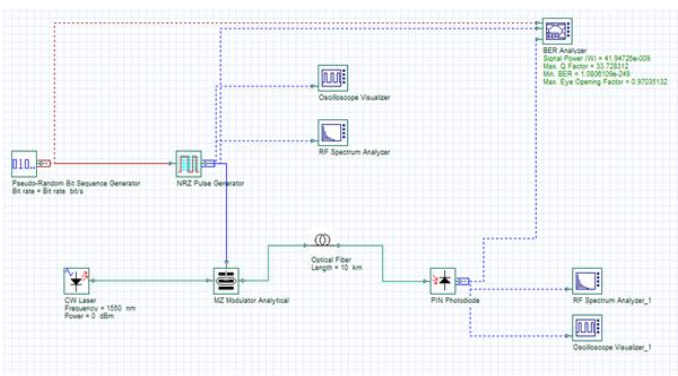 BER Analyzer
Signal Power (W) = 41.94726e-009
Max. Q Factor = 33.728312
Min. BER = 1.0806109e-249
Max. Eye Opening Factor = 0.97035132
Oscilloscope Visualizer
RF Spectrum Analyzer
010...
Pseudo-Random Bit Sequence Generator
Bit rate = Bit rate bit/s
NRZ Pulse Generator
Optical Fiber
Length = 10 km
CW Laser
Frequency = 1550 nm
Power = 0 dBm
MZ Modulator Analytical
PIN Photodiode
RF Spectrum Analyzer_1
Oscilloscope Visualizer_1